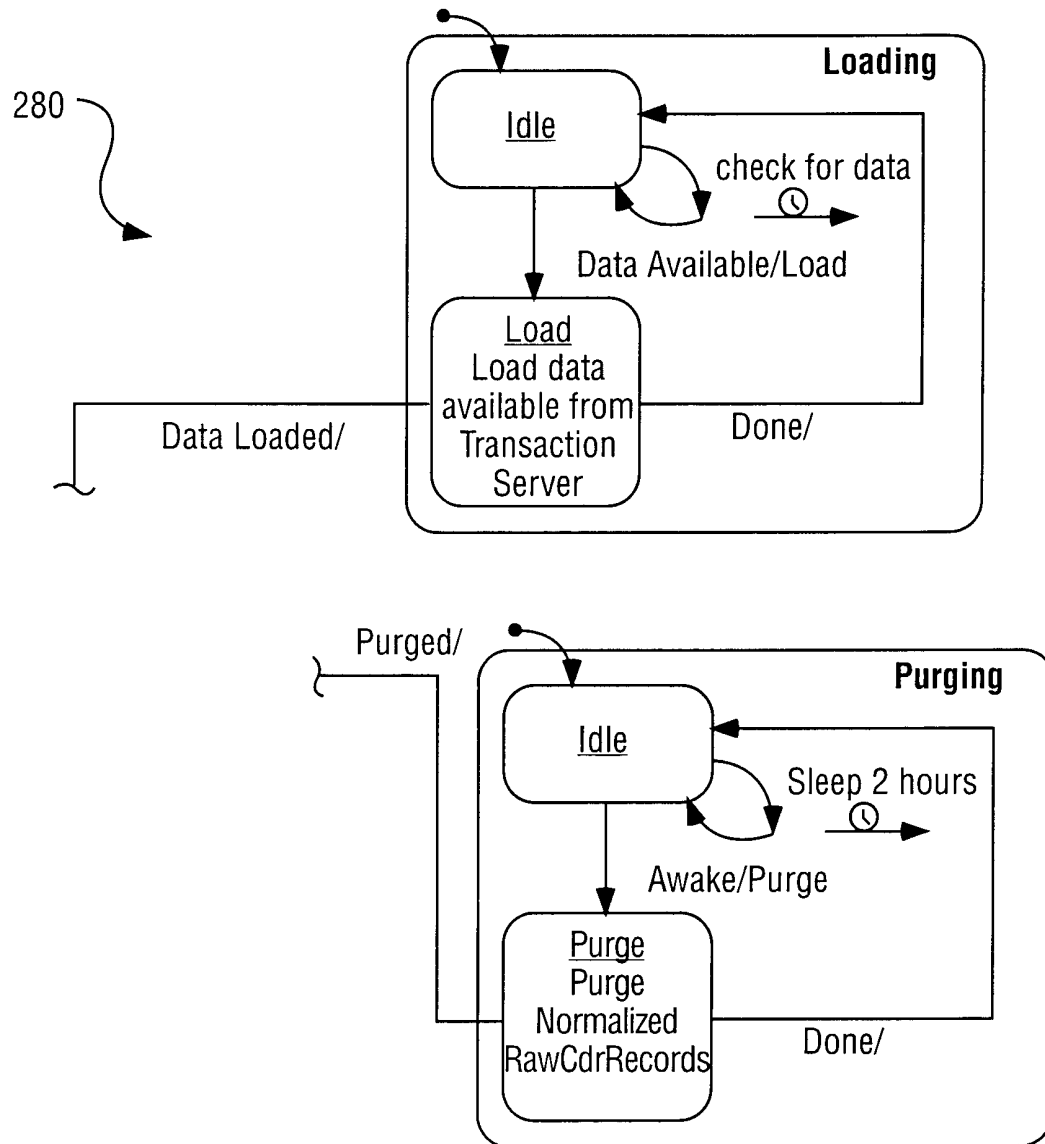 Loading
280
Idle
check for data
Data Available/Load
Load
Load data
available from
Transaction
Server
Data Loaded/
Done/
Purged/
Purging
Idle
Sleep 2 hours
Awake/Purge
Purge
Purge
Normalized
RawCdrRecords
Done/